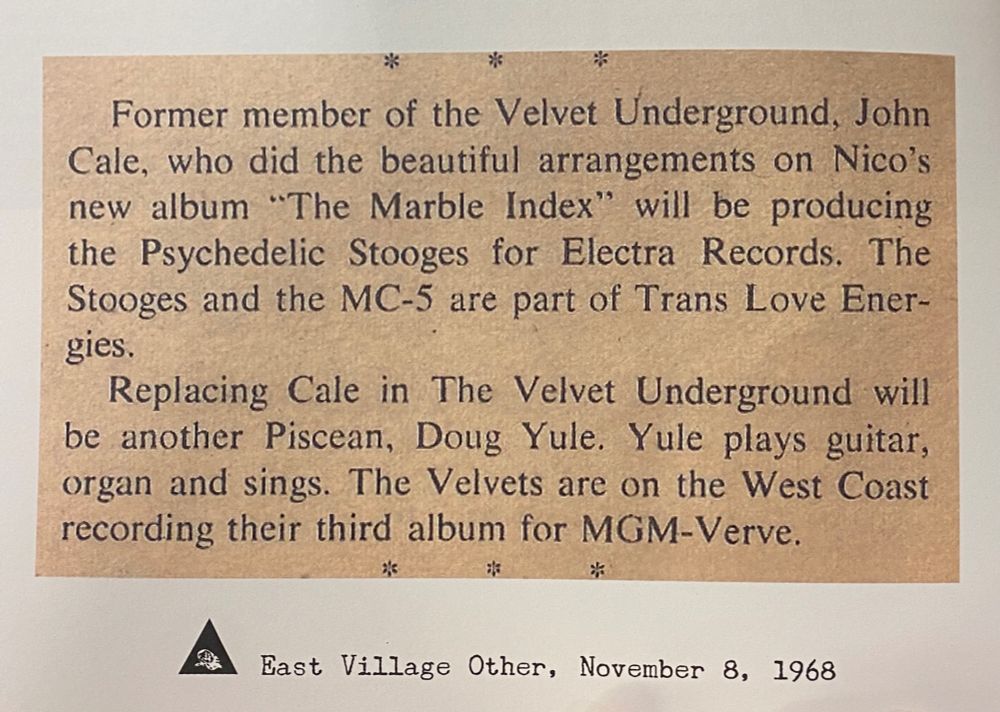 * * *
Former member of the Velvet Underground, John
Cale, who did the beautiful arrangements on Nico's
new album "The Marble Index" will be producing
the Psychedelic Stooges for Electra Records. The
Stooges and the MC-5 are part of Trans Love Ener-
gies.
Replacing Cale in The Velvet Underground will
be another Piscean, Doug Yule. Yule plays guitar,
organ and sings. The Velvets are on the West Coast
recording their third album for MGM-Verve.
* * *
East Village Other, November 8, 1968